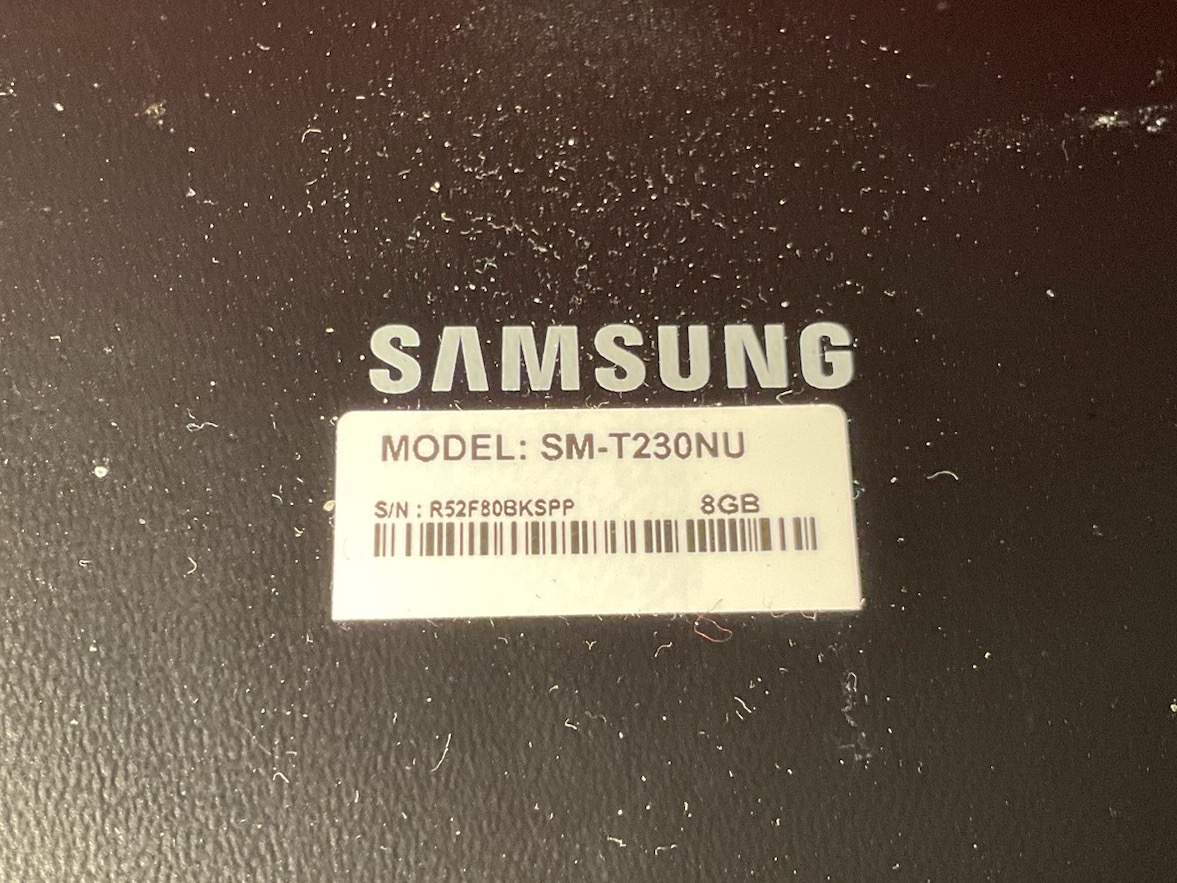 SAMSUNG
MODEL: SM-T230NU
S/N : R52F80BKSPP 8GB